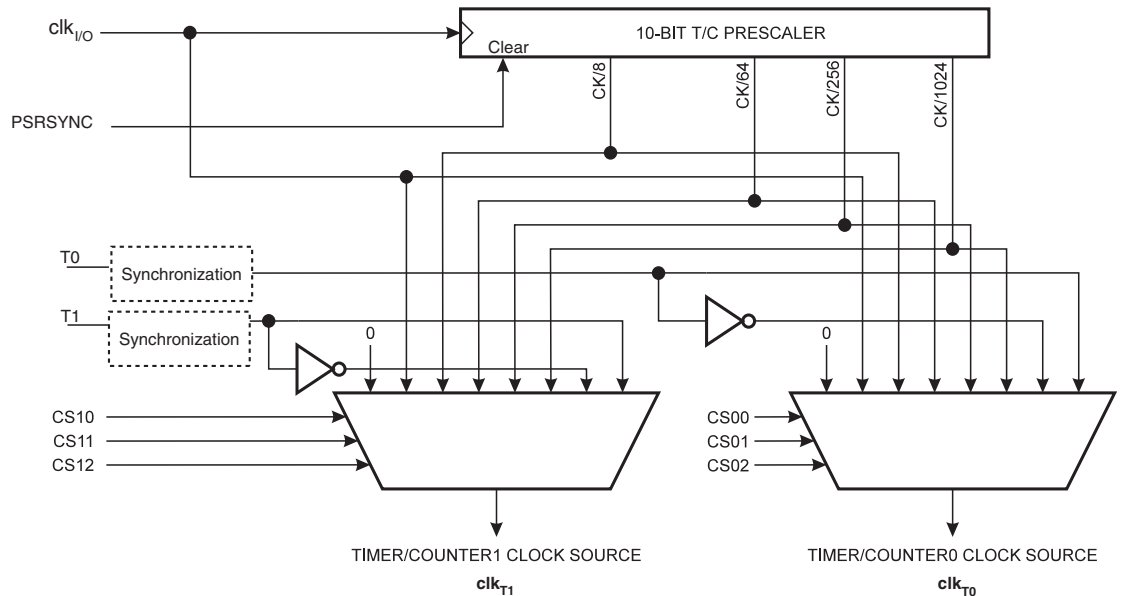 clkI/O
10-BIT T/C PRESCALER
Clear
CK/8
CK/64
CK/256
CK/1024
PSRSYNC
T0
Synchronization
T1
Synchronization
0
0
CS10
CS11
CS12
CS00
CS01
CS02
TIMER/COUNTER1 CLOCK SOURCE
clkT1
TIMER/COUNTER0 CLOCK SOURCE
clkT0